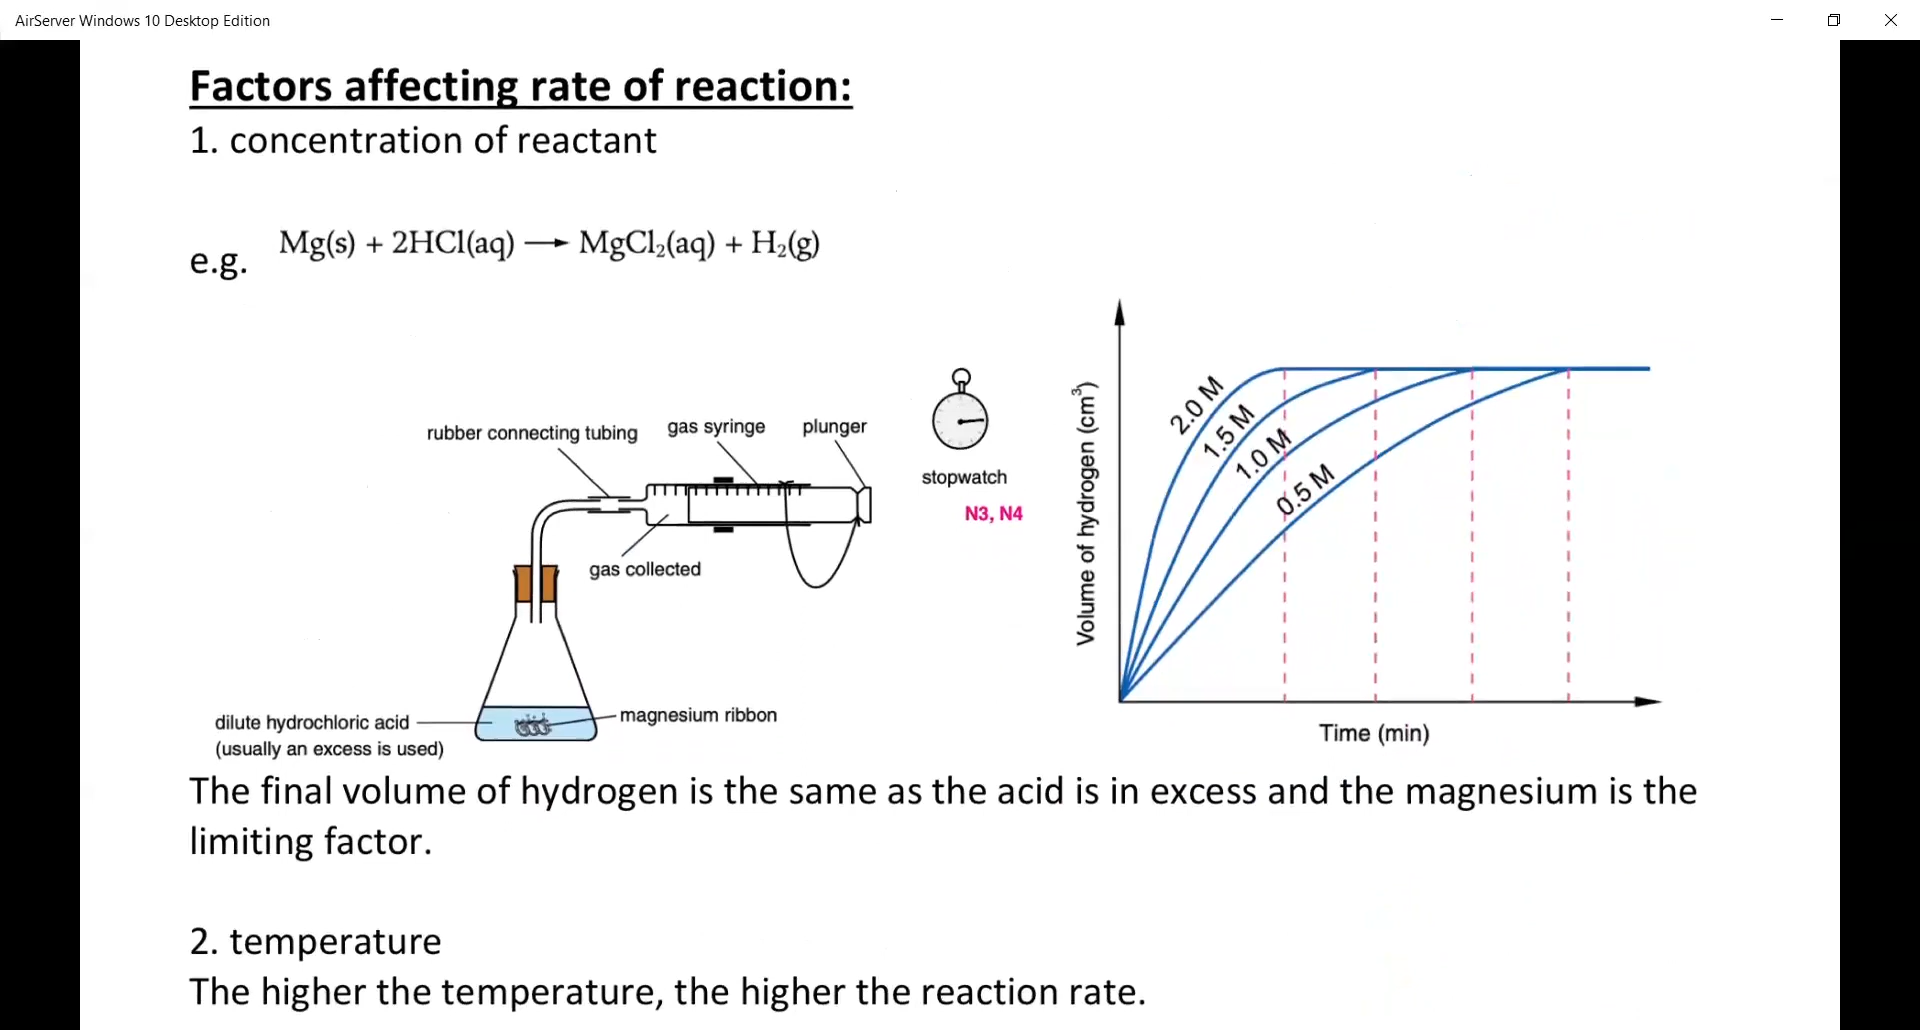 AirServer Windows 10 Desktop Edition
Factors affecting rate of reaction:
1. concentration of reactant
e.g. Mg(s) + 2HCl(aq) → MgCl₂(aq) + H₂(g)
rubber connecting tubing
gas syringe
plunger
stopwatch
N3, N4
gas collected
dilute hydrochloric acid
(usually an excess is used)
magnesium ribbon
Volume of hydrogen (cm³)
2.0 M
1.5 M
1.0 M
0.5 M
Time (min)
The final volume of hydrogen is the same as the acid is in excess and the magnesium is the
limiting factor.
2. temperature
The higher the temperature, the higher the reaction rate.